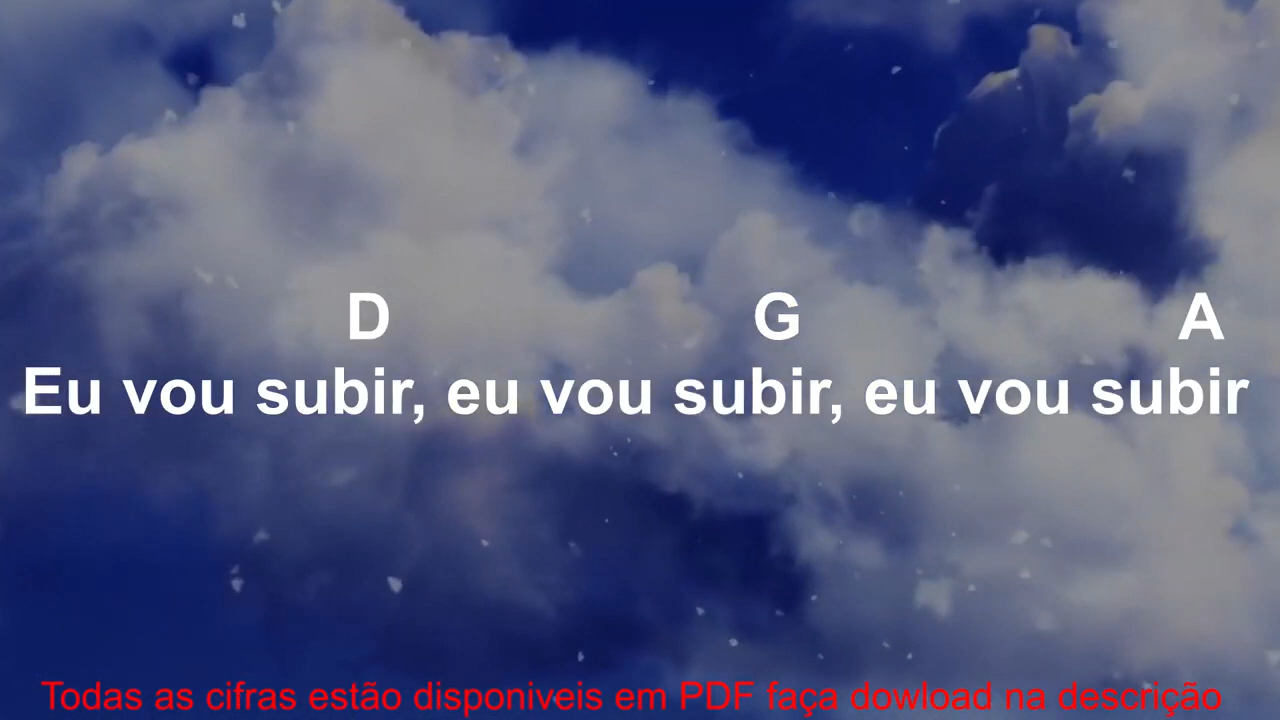 D G A
Eu vou subir, eu vou subir, eu vou subir
Todas as cifras estão disponiveis em PDF faça dowload na descrição